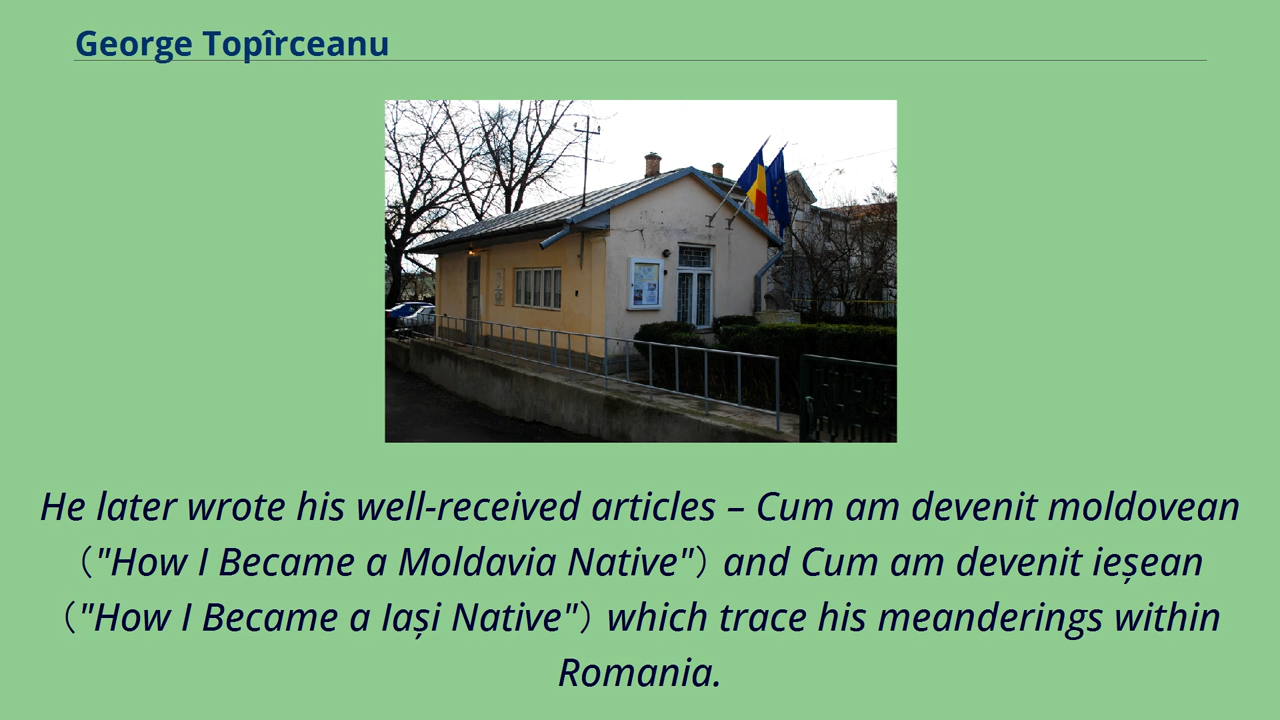 George Topîrceanu
He later wrote his well-received articles – Cum am devenit moldovean
（"How I Became a Moldavia Native"）and Cum am devenit ieșean
（"How I Became a Iași Native"）which trace his meanderings within
Romania.